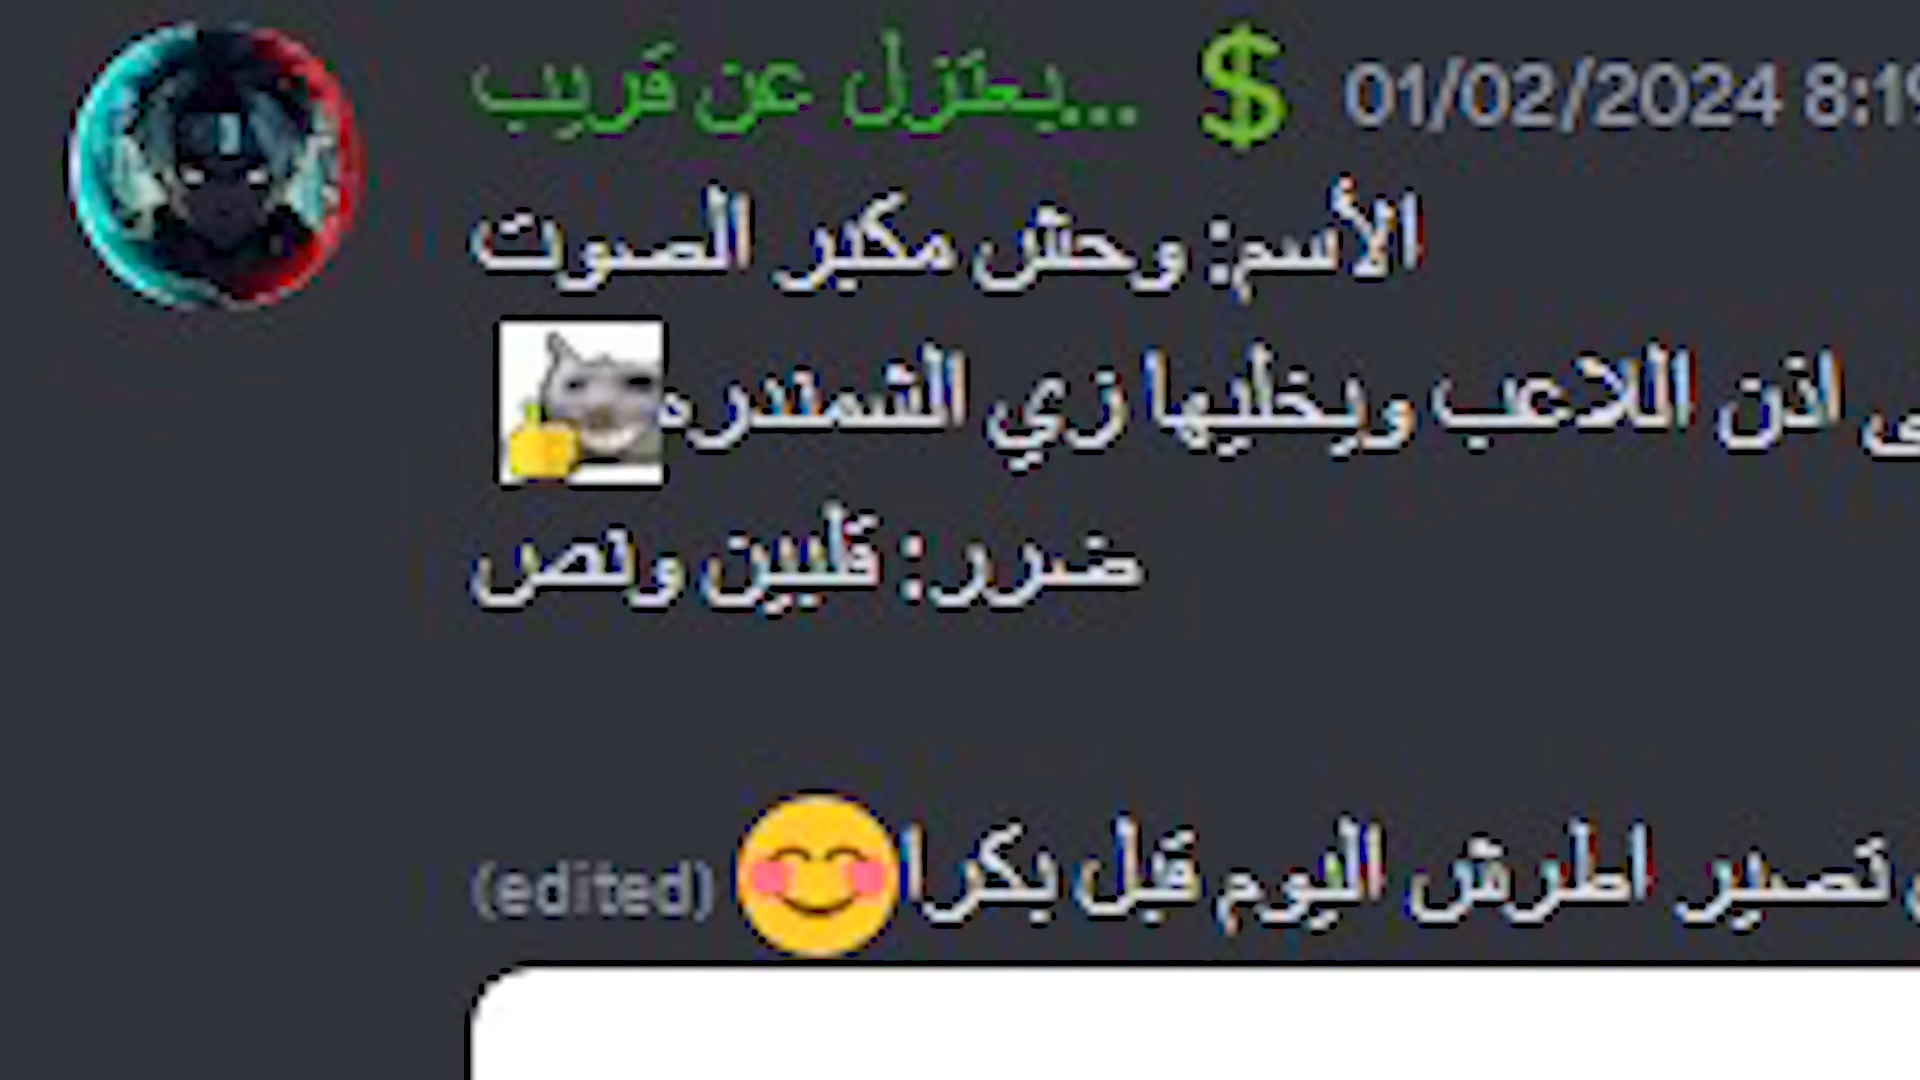 يعتزل عن قريب... 01/02/2024 8:19
الأسم: وحش مكبر الصوت
اذن اللاعب ويخليها زي الشمندره
ضرر: قلبين ونص
تصير اطرش اليوم قبل بكرا (edited)